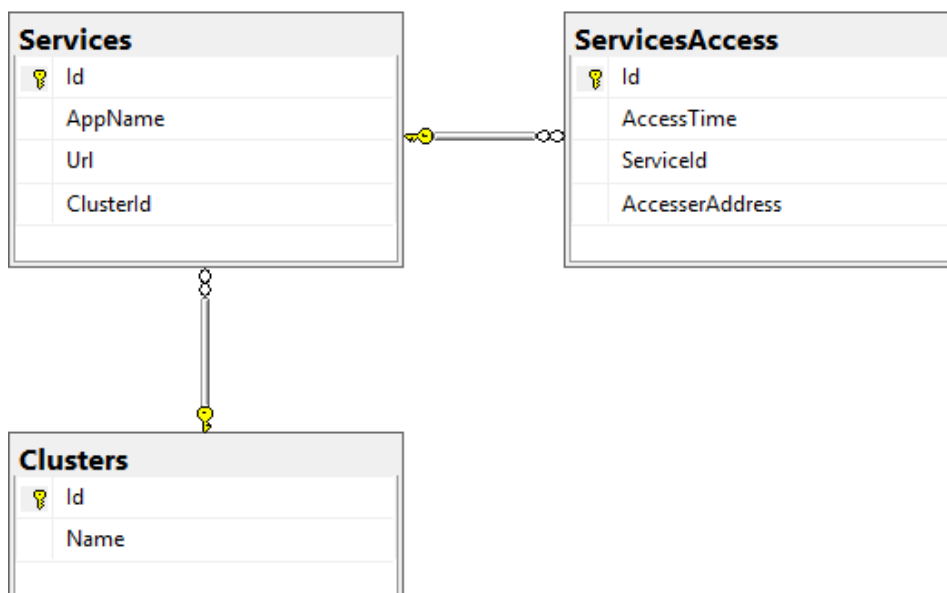 Services
Id
AppName
Url
ClusterId
ServicesAccess
Id
AccessTime
ServiceId
AccesserAddress
Clusters
Id
Name